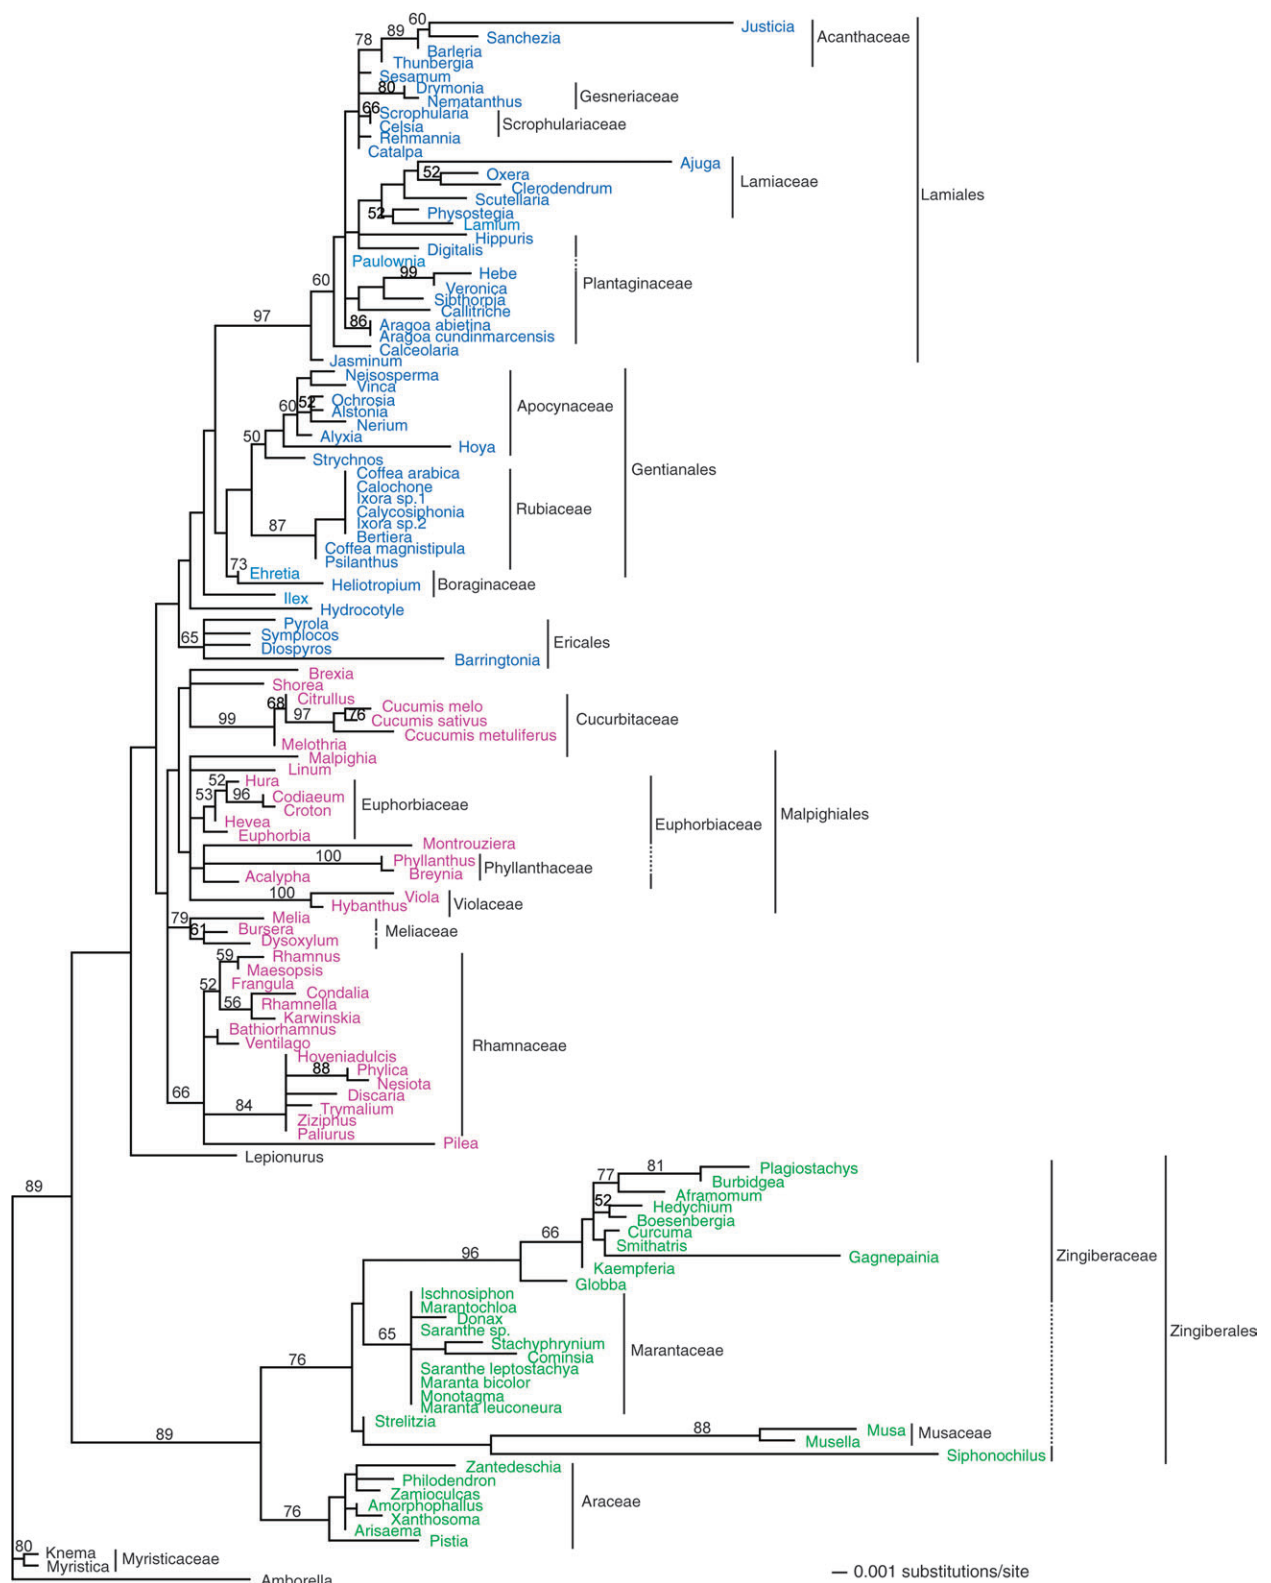 60
Justicia
89
78
Sanchezia
Acanthaceae
Barleria
Thunbergia
Sesamum
80
Drymonia
Gesneriaceae
Nematanthus
66
Scrophularia
Scrophulariaceae
Celsia
Rehmannia
Catalpa
Ajuga
52
Oxera
Lamiaceae
Clerodendrum
Lamiales
Scutellaria
52
Physostegia
Lamium
Hippuris
Digitalis
Paulownia
99
Hebe
60
Plantaginaceae
Veronica
Sibthorpia
Callitriche
97
86
Aragoa abietina
Aragoa cundinmarcensis
Calceolaria
Jasminum
Neisosperma
Vinca
60
52
Ochrosia
Apocynaceae
Alstonia
Nerium
50
Alyxia
Hoya
Strychnos
Gentianales
Coffea arabica
Calochone
Ixora sp.1
Rubiaceae
Calycosiphonia
87
Ixora sp.2
Bertiera
Coffea magnistipula
Psilanthus
73
Ehretia
Heliotropium
Boraginaceae
Ilex
Hydrocotyle
Pyrola
65
Symplocos
Ericales
Diospyros
Barringtonia
Brexia
Shorea
68
Citrullus
99
97
76
Cucumis melo
Cucumis sativus
Cucurbitaceae
Ccucumis metuliferus
Melothria
Malpighia
Linum
52
Hura
53
96
Codiaeum
Euphorbiaceae
Croton
Malpighiales
Hevea
Euphorbiaceae
Euphorbia
Montrouziera
100
Phyllanthus
Phyllanthaceae
Acalypha
Breynia
100
Viola
Violaceae
Hybanthus
79
Melia
61
Bursera
Meliaceae
Dysoxylum
59
Rhamnus
Maesopsis
52
Frangula
56
Condalia
Rhamnella
Karwinskia
Bathiorhamnus
Ventilago
Rhamnaceae
Hoveniadulcis
88
Phylica
Nesiota
66
84
Discaria
Trymalium
Ziziphus
Paliurus
Pilea
Lepionurus
89
77
81
Plagiostachys
Burbidgea
Aframomum
52
Hedychium
Boesenbergia
66
Curcuma
Smithatris
96
Gagnepainia
Zingiberaceae
Kaempferia
Globba
Ischnosiphon
Marantochloa
Donax
65
Saranthe sp.
Zingiberales
Stachyphrynium
Marantaceae
Cominsia
76
Saranthe leptostachya
Maranta bicolor
Monotagma
Maranta leuconeura
Strelitzia
89
88
Musa
Musaceae
Musella
Siphonochilus
Zantedeschia
Philodendron
Zamioculcas
Araceae
76
Amorphophallus
Xanthosoma
Arisaema
Pistia
80
Knema
Myristicaceae
Myristica
0.001 substitutions/site
Amborella